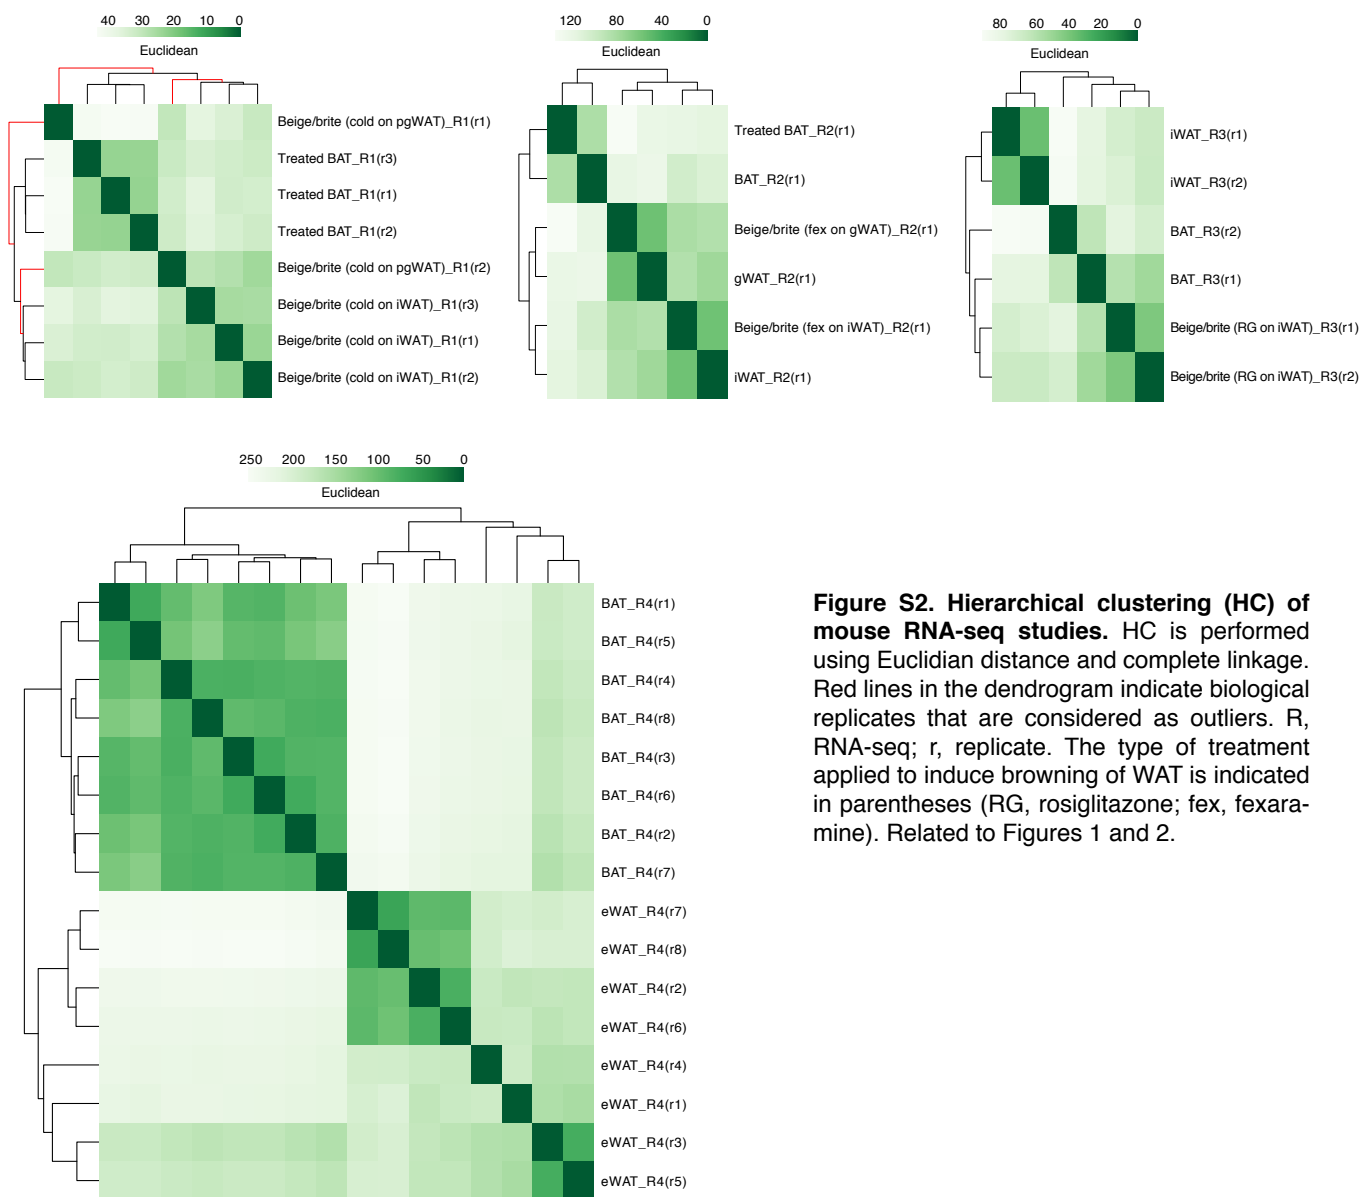 40 30 20 10 0
Euclidean
Beige/brite (cold on pgWAT)_R1(r1)
Treated BAT_R1(r3)
Treated BAT_R1(r1)
Treated BAT_R1(r2)
Beige/brite (cold on pgWAT)_R1(r2)
Beige/brite (cold on iWAT)_R1(r3)
Beige/brite (cold on iWAT)_R1(r1)
Beige/brite (cold on iWAT)_R1(r2)
120 80 40 0
Euclidean
Treated BAT_R2(r1)
BAT_R2(r1)
Beige/brite (fex on gWAT)_R2(r1)
gWAT_R2(r1)
Beige/brite (fex on iWAT)_R2(r1)
iWAT_R2(r1)
80 60 40 20 0
Euclidean
iWAT_R3(r1)
iWAT_R3(r2)
BAT_R3(r2)
BAT_R3(r1)
Beige/brite (RG on iWAT)_R3(r1)
Beige/brite (RG on iWAT)_R3(r2)
250 200 150 100 50 0
Euclidean
BAT_R4(r1)
BAT_R4(r5)
BAT_R4(r4)
BAT_R4(r8)
BAT_R4(r3)
BAT_R4(r6)
BAT_R4(r2)
BAT_R4(r7)
eWAT_R4(r7)
eWAT_R4(r8)
eWAT_R4(r2)
eWAT_R4(r6)
eWAT_R4(r4)
eWAT_R4(r1)
eWAT_R4(r3)
eWAT_R4(r5)
Figure S2. Hierarchical clustering (HC) of
mouse RNA-seq studies. HC is performed
using Euclidian distance and complete linkage.
Red lines in the dendrogram indicate biological
replicates that are considered as outliers. R,
RNA-seq; r, replicate. The type of treatment
applied to induce browning of WAT is indicated
in parentheses (RG, rosiglitazone; fex, fexara-
mine). Related to Figures 1 and 2.